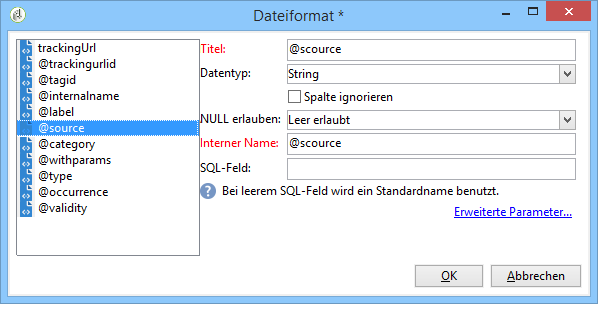 Dateiformat *
trackingUrl
@trackingurlid
@tagid
@internalname
@label
@source
@category
@withparams
@type
@occurrence
@validity
Titel: @scource
Datentyp: String
Spalte ignorieren
NULL erlauben: Leer erlaubt
Interner Name: @scource
SQL-Feld:
? Bei leerem SQL-Feld wird ein Standardname benutzt.
Erweiterte Parameter...
OK Abbrechen